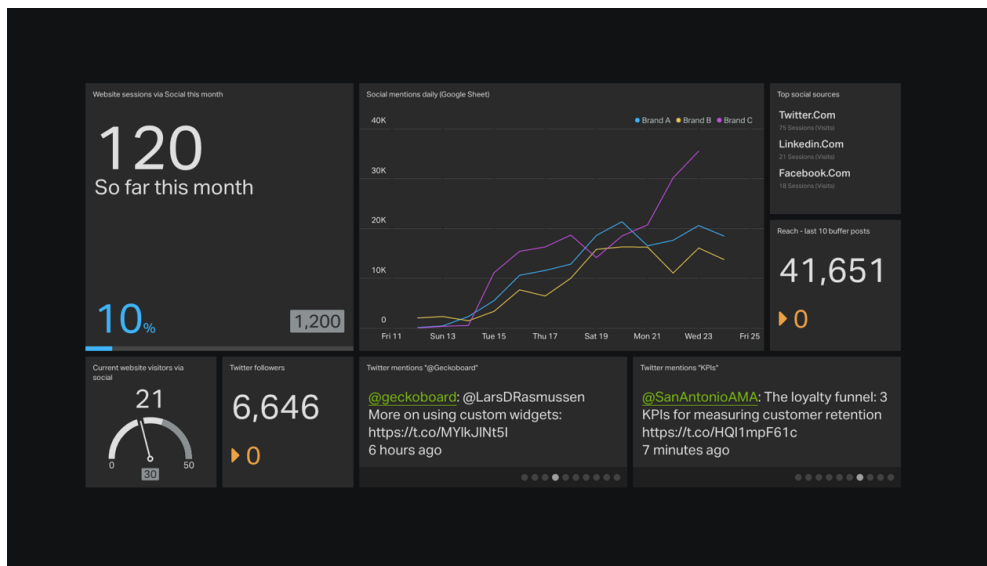 Website sessions via Social this month
120
So far this month
10%
1,200
Social mentions daily (Google Sheet)
Brand A
Brand B
Brand C
40K
30K
20K
10K
0
Fri 11
Sun 13
Tue 15
Thu 17
Sat 19
Mon 21
Wed 23
Fri 25
Top social sources
Twitter.Com
75 Sessions (Visits)
Linkedin.Com
21 Sessions (Visits)
Facebook.Com
18 Sessions (Visits)
Reach - last 10 buffer posts
41,651
0
Current website visitors via
social
21
0
50
30
Twitter followers
6,646
0
Twitter mentions "@Geckoboard"
@geckoboard: @LarsDRasmussen
More on using custom widgets:
https://t.co/MYlkJlNt5I
6 hours ago
Twitter mentions "KPIs"
@SanAntonioAMA: The loyalty funnel: 3
KPIs for measuring customer retention
https://t.co/HQI1mpF61c
7 minutes ago